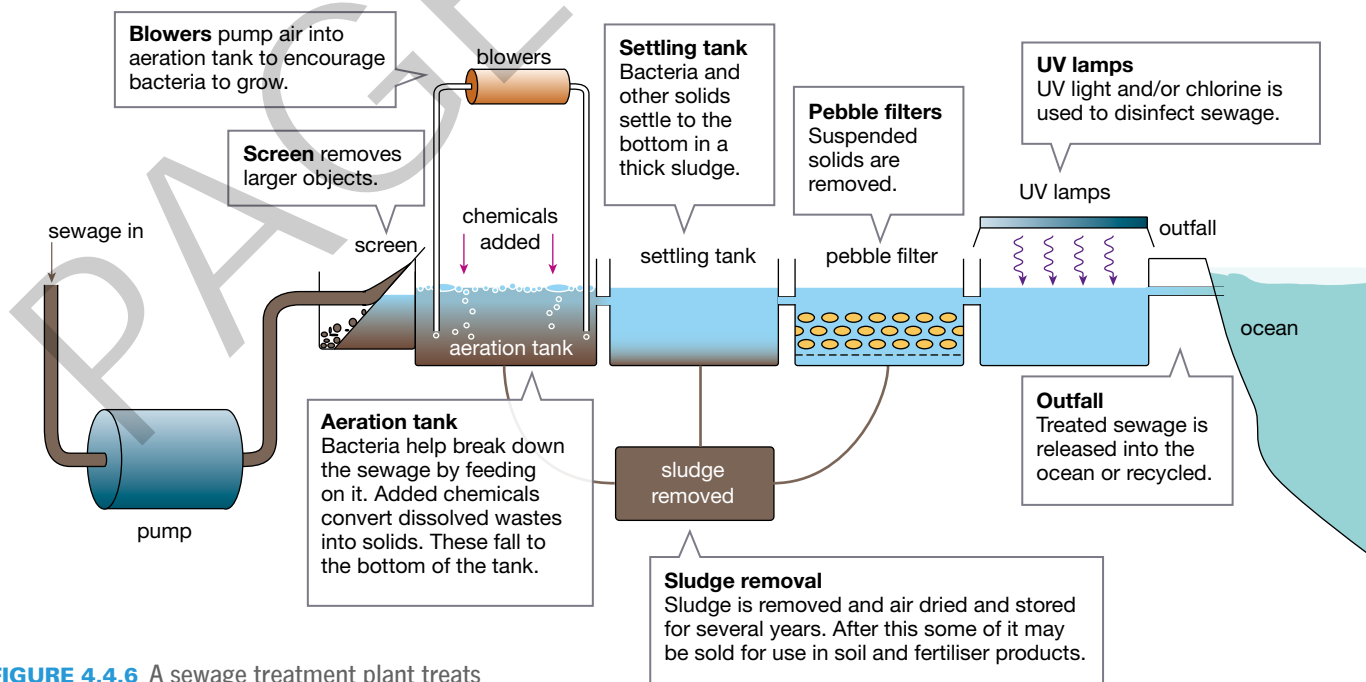 Blowers pump air into
aeration tank to encourage
bacteria to grow.
blowers
Settling tank
Bacteria and
other solids
settle to the
bottom in a
thick sludge.
UV lamps
UV light and/or chlorine is
used to disinfect sewage.
Pebble filters
Suspended
solids are
removed.
Screen removes
larger objects.
UV lamps
sewage in
screen
chemicals
added
settling tank
pebble filter
outfall
ocean
aeration tank
pump
Aeration tank
Bacteria help break down
the sewage by feeding
on it. Added chemicals
convert dissolved wastes
into solids. These fall to
the bottom of the tank.
sludge
removed
Outfall
Treated sewage is
released into the
ocean or recycled.
Sludge removal
Sludge is removed and air dried and stored
for several years. After this some of it may
be sold for use in soil and fertiliser products.
FIGURE 4.4.6 A sewage treatment plant treats
PAGE